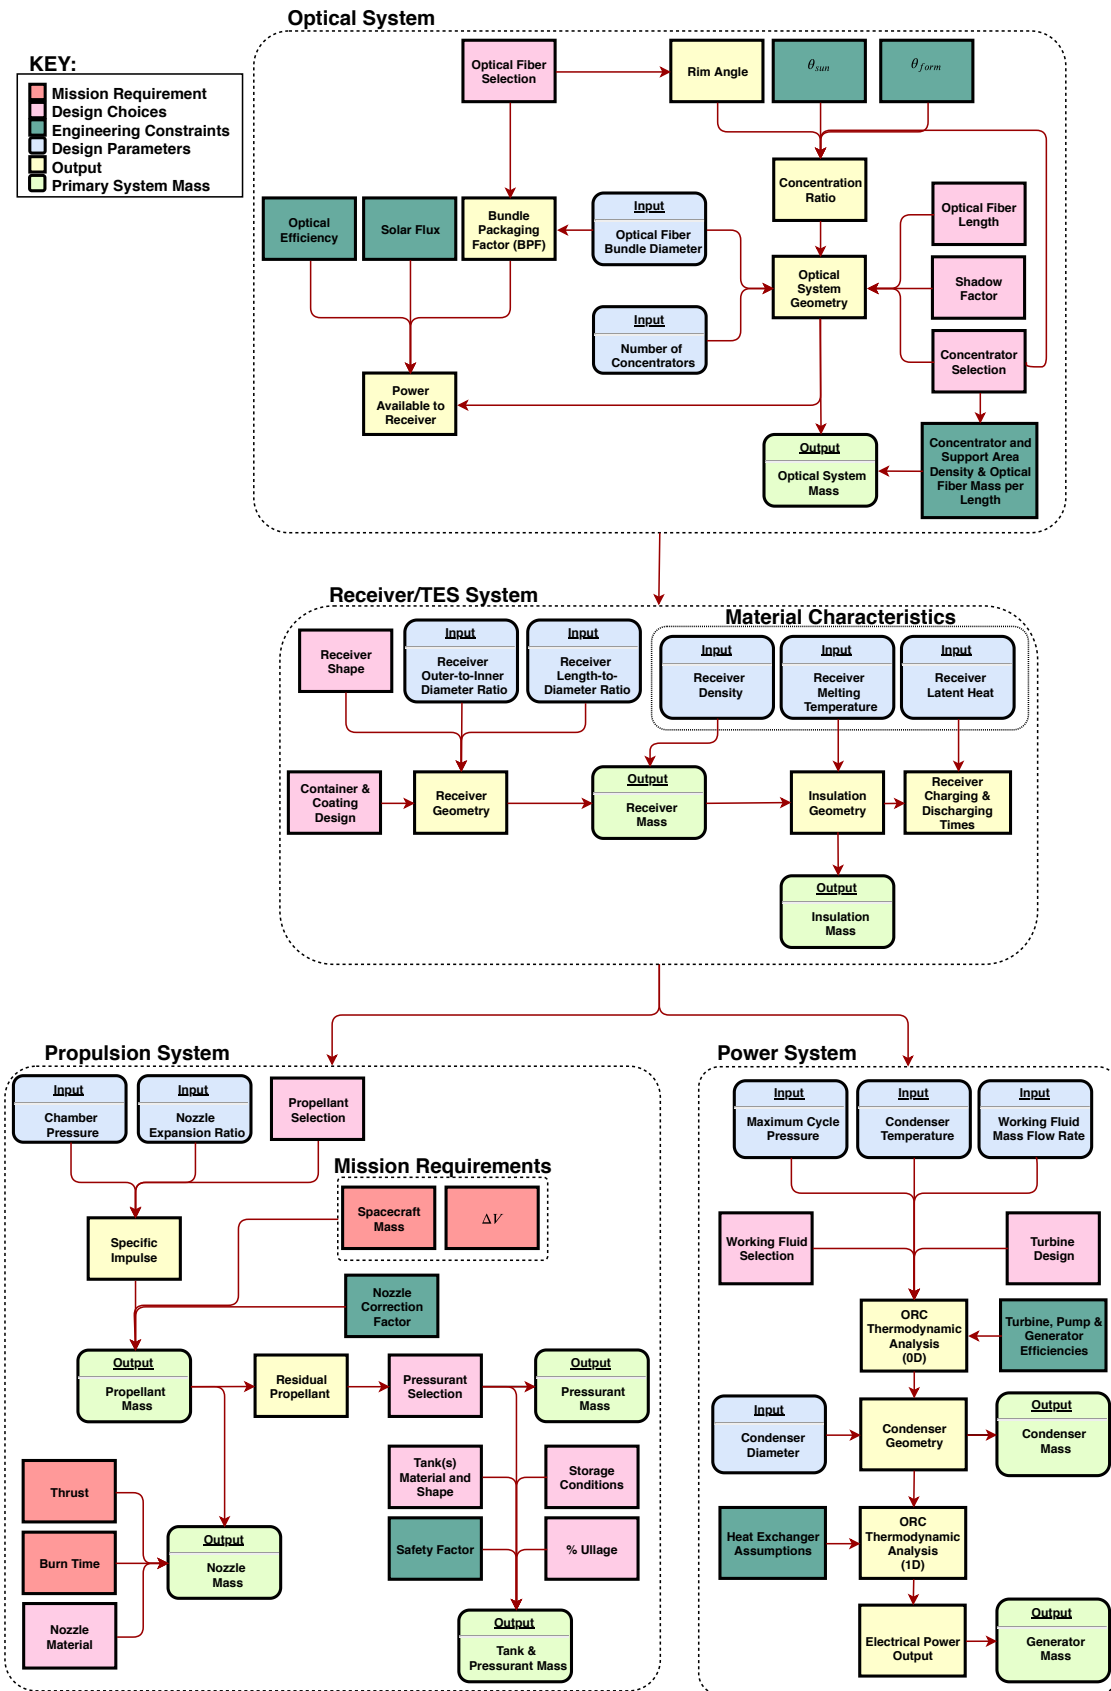 Optical System
KEY:
Mission Requirement
Design Choices
Engineering Constraints
Design Parameters
Output
Primary System Mass
Optical Fiber
Selection
Rim Angle
θsun
θform
Concentration
Ratio
Optical
Efficiency
Solar Flux
Bundle
Packaging
Factor (BPF)
Input
Optical Fiber
Bundle Diameter
Optical Fiber
Length
Optical
System
Geometry
Shadow
Factor
Input
Number of
Concentrators
Concentrator
Selection
Power
Available to
Receiver
Output
Optical System
Mass
Concentrator and
Support Area
Density & Optical
Fiber Mass per
Length
Receiver/TES System
Material Characteristics
Receiver
Shape
Input
Receiver
Outer-to-Inner
Diameter Ratio
Input
Receiver
Length-to-
Diameter Ratio
Input
Receiver
Density
Input
Receiver
Melting
Temperature
Input
Receiver
Latent Heat
Container &
Coating
Design
Receiver
Geometry
Output
Receiver
Mass
Insulation
Geometry
Receiver
Charging &
Discharging
Times
Output
Insulation
Mass
Propulsion System
Input
Chamber
Pressure
Input
Nozzle
Expansion Ratio
Propellant
Selection
Mission Requirements
Spacecraft
Mass
ΔV
Specific
Impulse
Nozzle
Correction
Factor
Output
Propellant
Mass
Residual
Propellant
Pressurant
Selection
Output
Pressurant
Mass
Thrust
Tank(s)
Material and
Shape
Storage
Conditions
Burn Time
Output
Nozzle
Mass
Safety Factor
% Ullage
Nozzle
Material
Output
Tank &
Pressurant Mass
Power System
Input
Maximum Cycle
Pressure
Input
Condenser
Temperature
Input
Working Fluid
Mass Flow Rate
Working Fluid
Selection
Turbine
Design
ORC
Thermodynamic
Analysis
(0D)
Turbine, Pump &
Generator
Efficiencies
Input
Condenser
Diameter
Condenser
Geometry
Output
Condenser
Mass
Heat Exchanger
Assumptions
ORC
Thermodynamic
Analysis
(1D)
Electrical Power
Output
Output
Generator
Mass